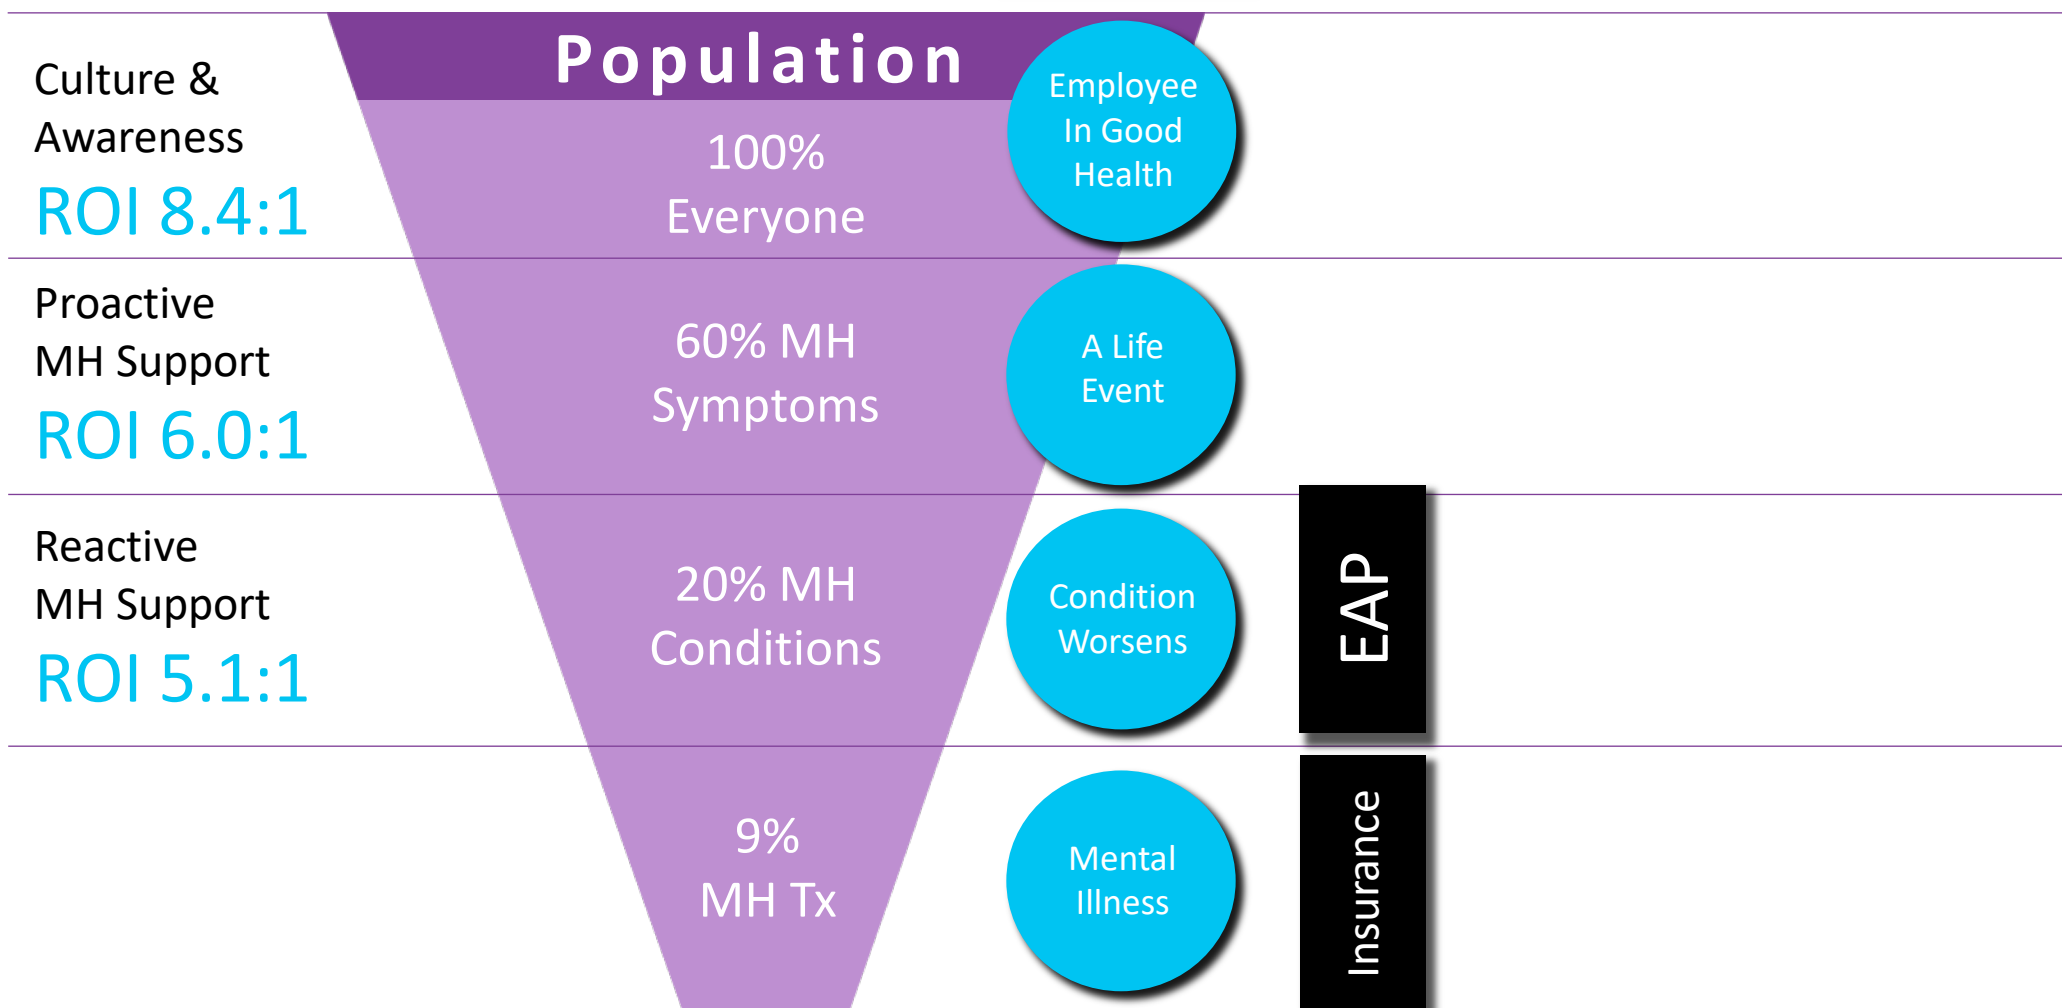 Population
Culture &
Awareness
ROI 8.4:1
100%
Everyone
Employee
In Good
Health
Proactive
MH Support
ROI 6.0:1
60% MH
Symptoms
A Life
Event
Reactive
MH Support
ROI 5.1:1
20% MH
Conditions
Condition
Worsens
EAP
9%
MH Tx
Mental
Illness
Insurance